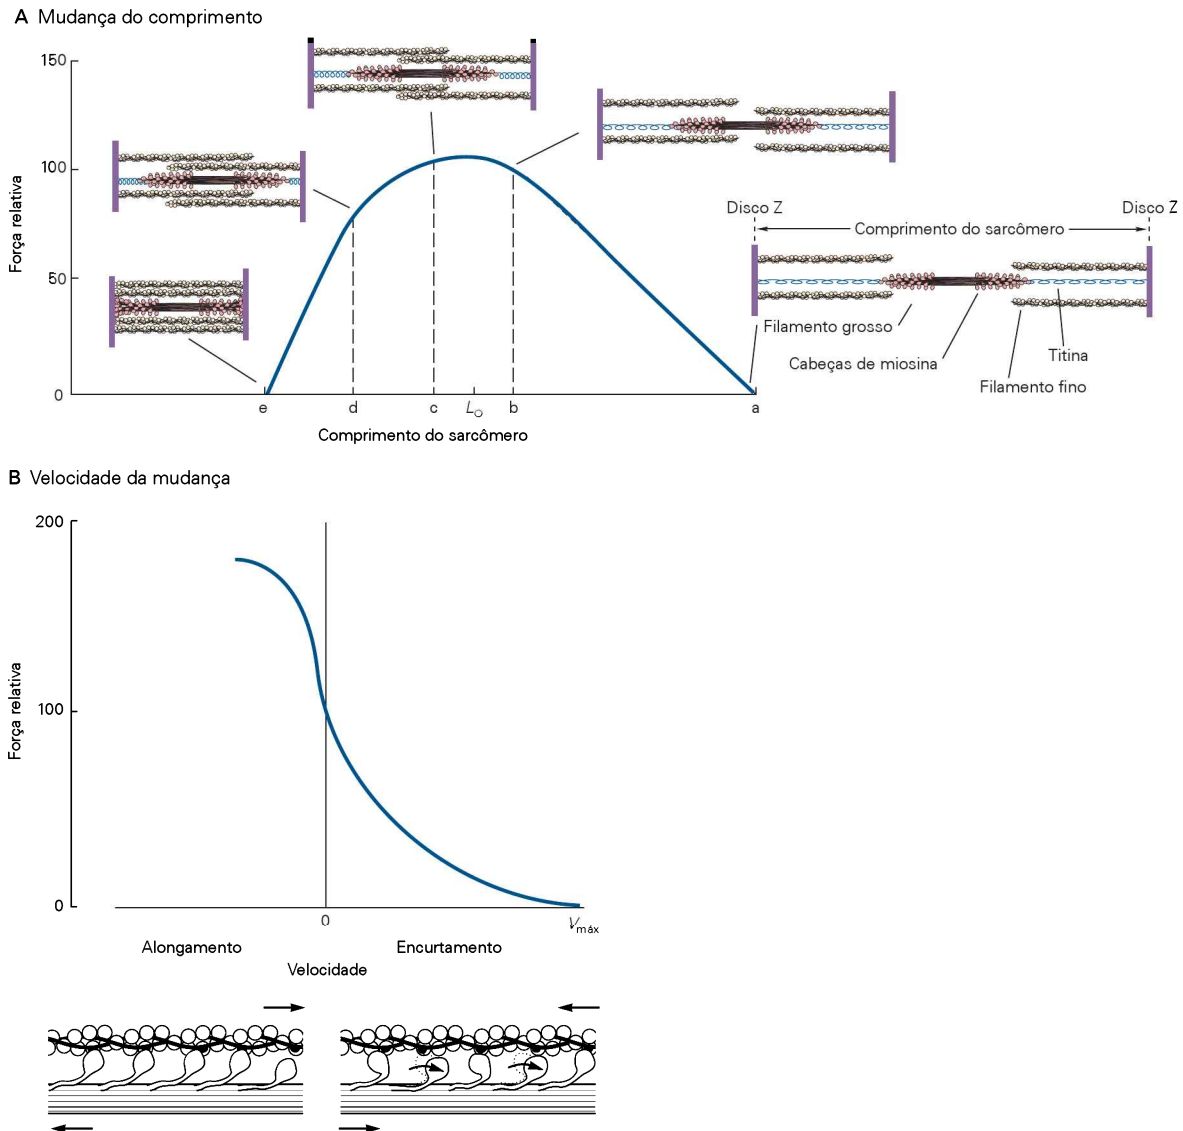 A Mudança do comprimento
150
100
50
0
Força relativa
e
d
c
L₀
b
a
Comprimento do sarcômero
Disco Z
Disco Z
Comprimento do sarcômero
Filamento grosso
Cabeças de miosina
Titina
Filamento fino
B Velocidade da mudança
200
100
0
Força relativa
0
Vmáx
Alongamento
Encurtamento
Velocidade